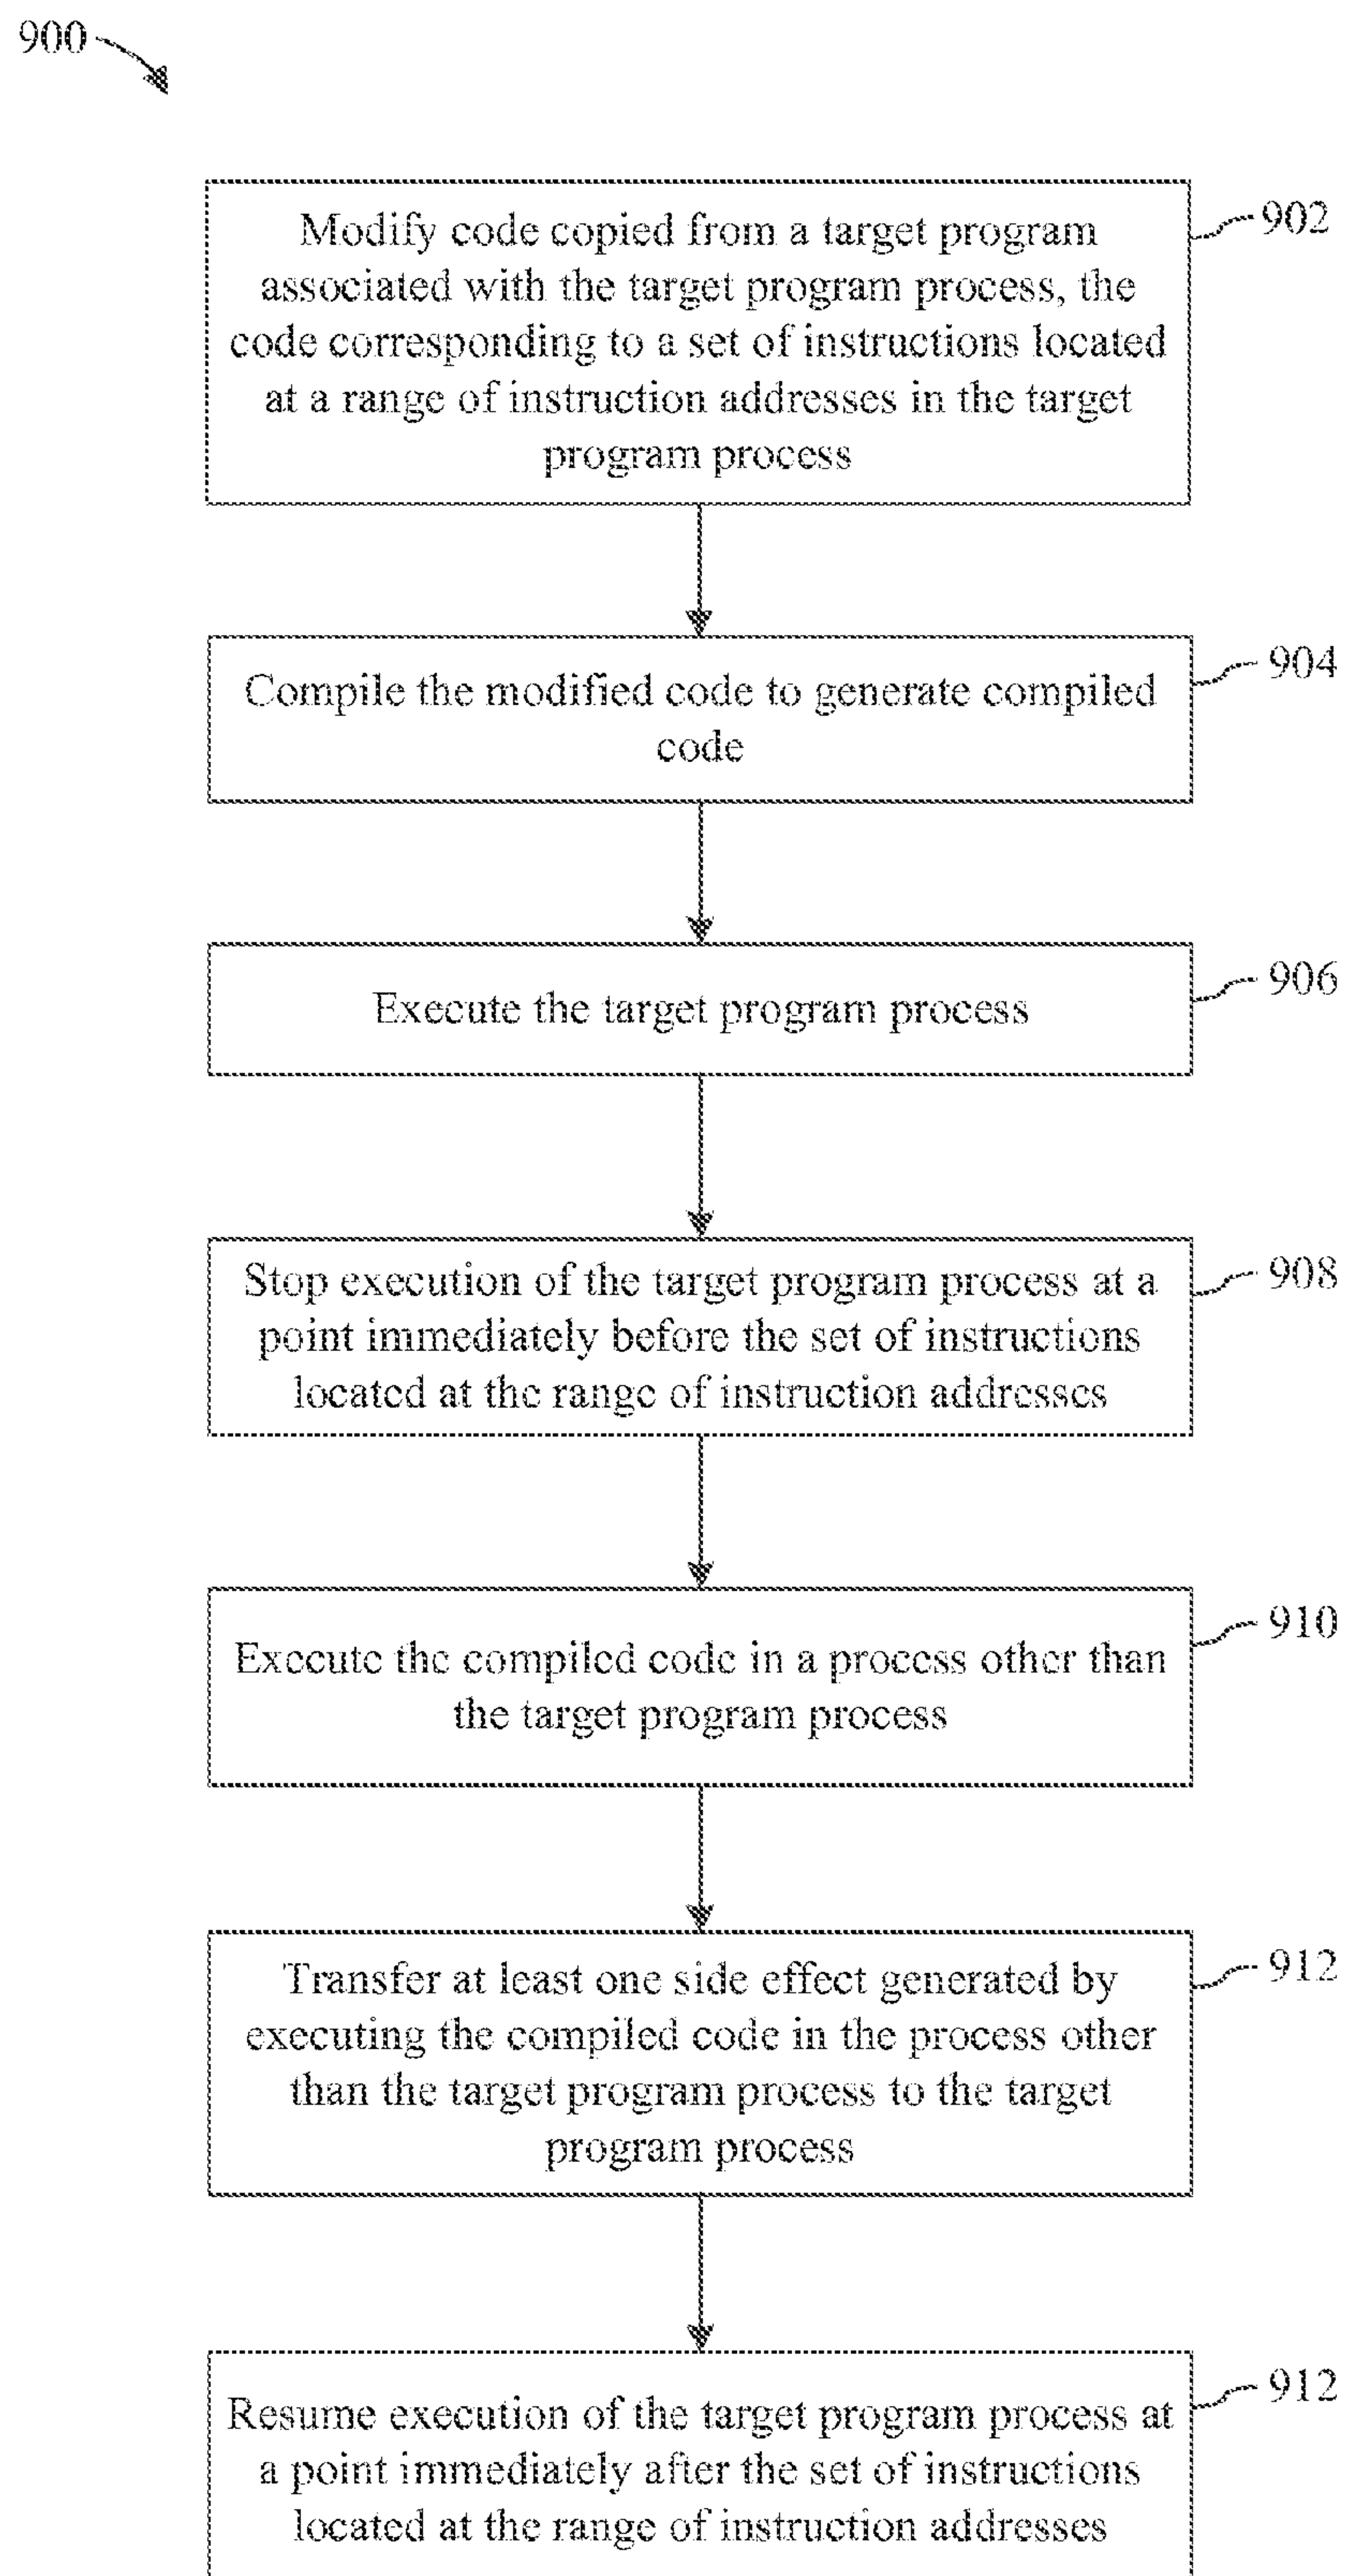 900
Modify code copied from a target program
associated with the target program process, the
code corresponding to a set of instructions located
at a range of instruction addresses in the target
program process
902
Compile the modified code to generate compiled
code
904
Execute the target program process
906
Stop execution of the target program process at a
point immediately before the set of instructions
located at the range of instruction addresses
908
Execute the compiled code in a process other than
the target program process
910
Transfer at least one side effect generated by
executing the compiled code in the process other
than the target program process to the target
program process
912
Resume execution of the target program process at
a point immediately after the set of instructions
located at the range of instruction addresses
912